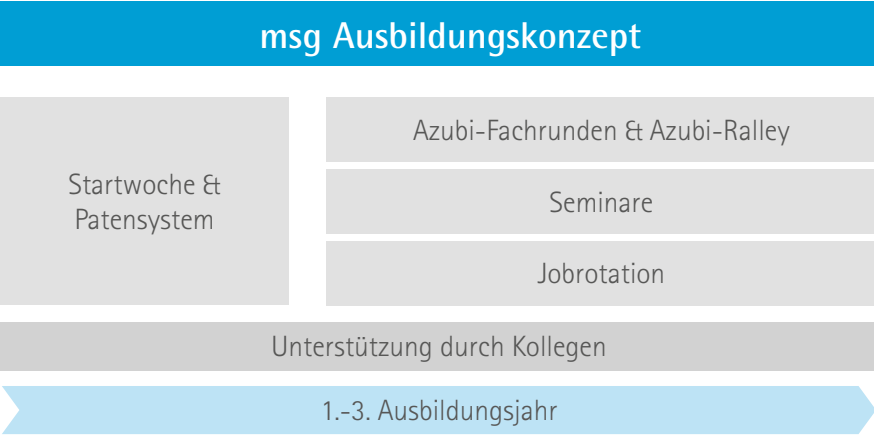 msg Ausbildungskonzept
Startwoche &
Patensystem
Azubi-Fachrunden & Azubi-Ralley
Seminare
Jobrotation
Unterstützung durch Kollegen
1.-3. Ausbildungsjahr